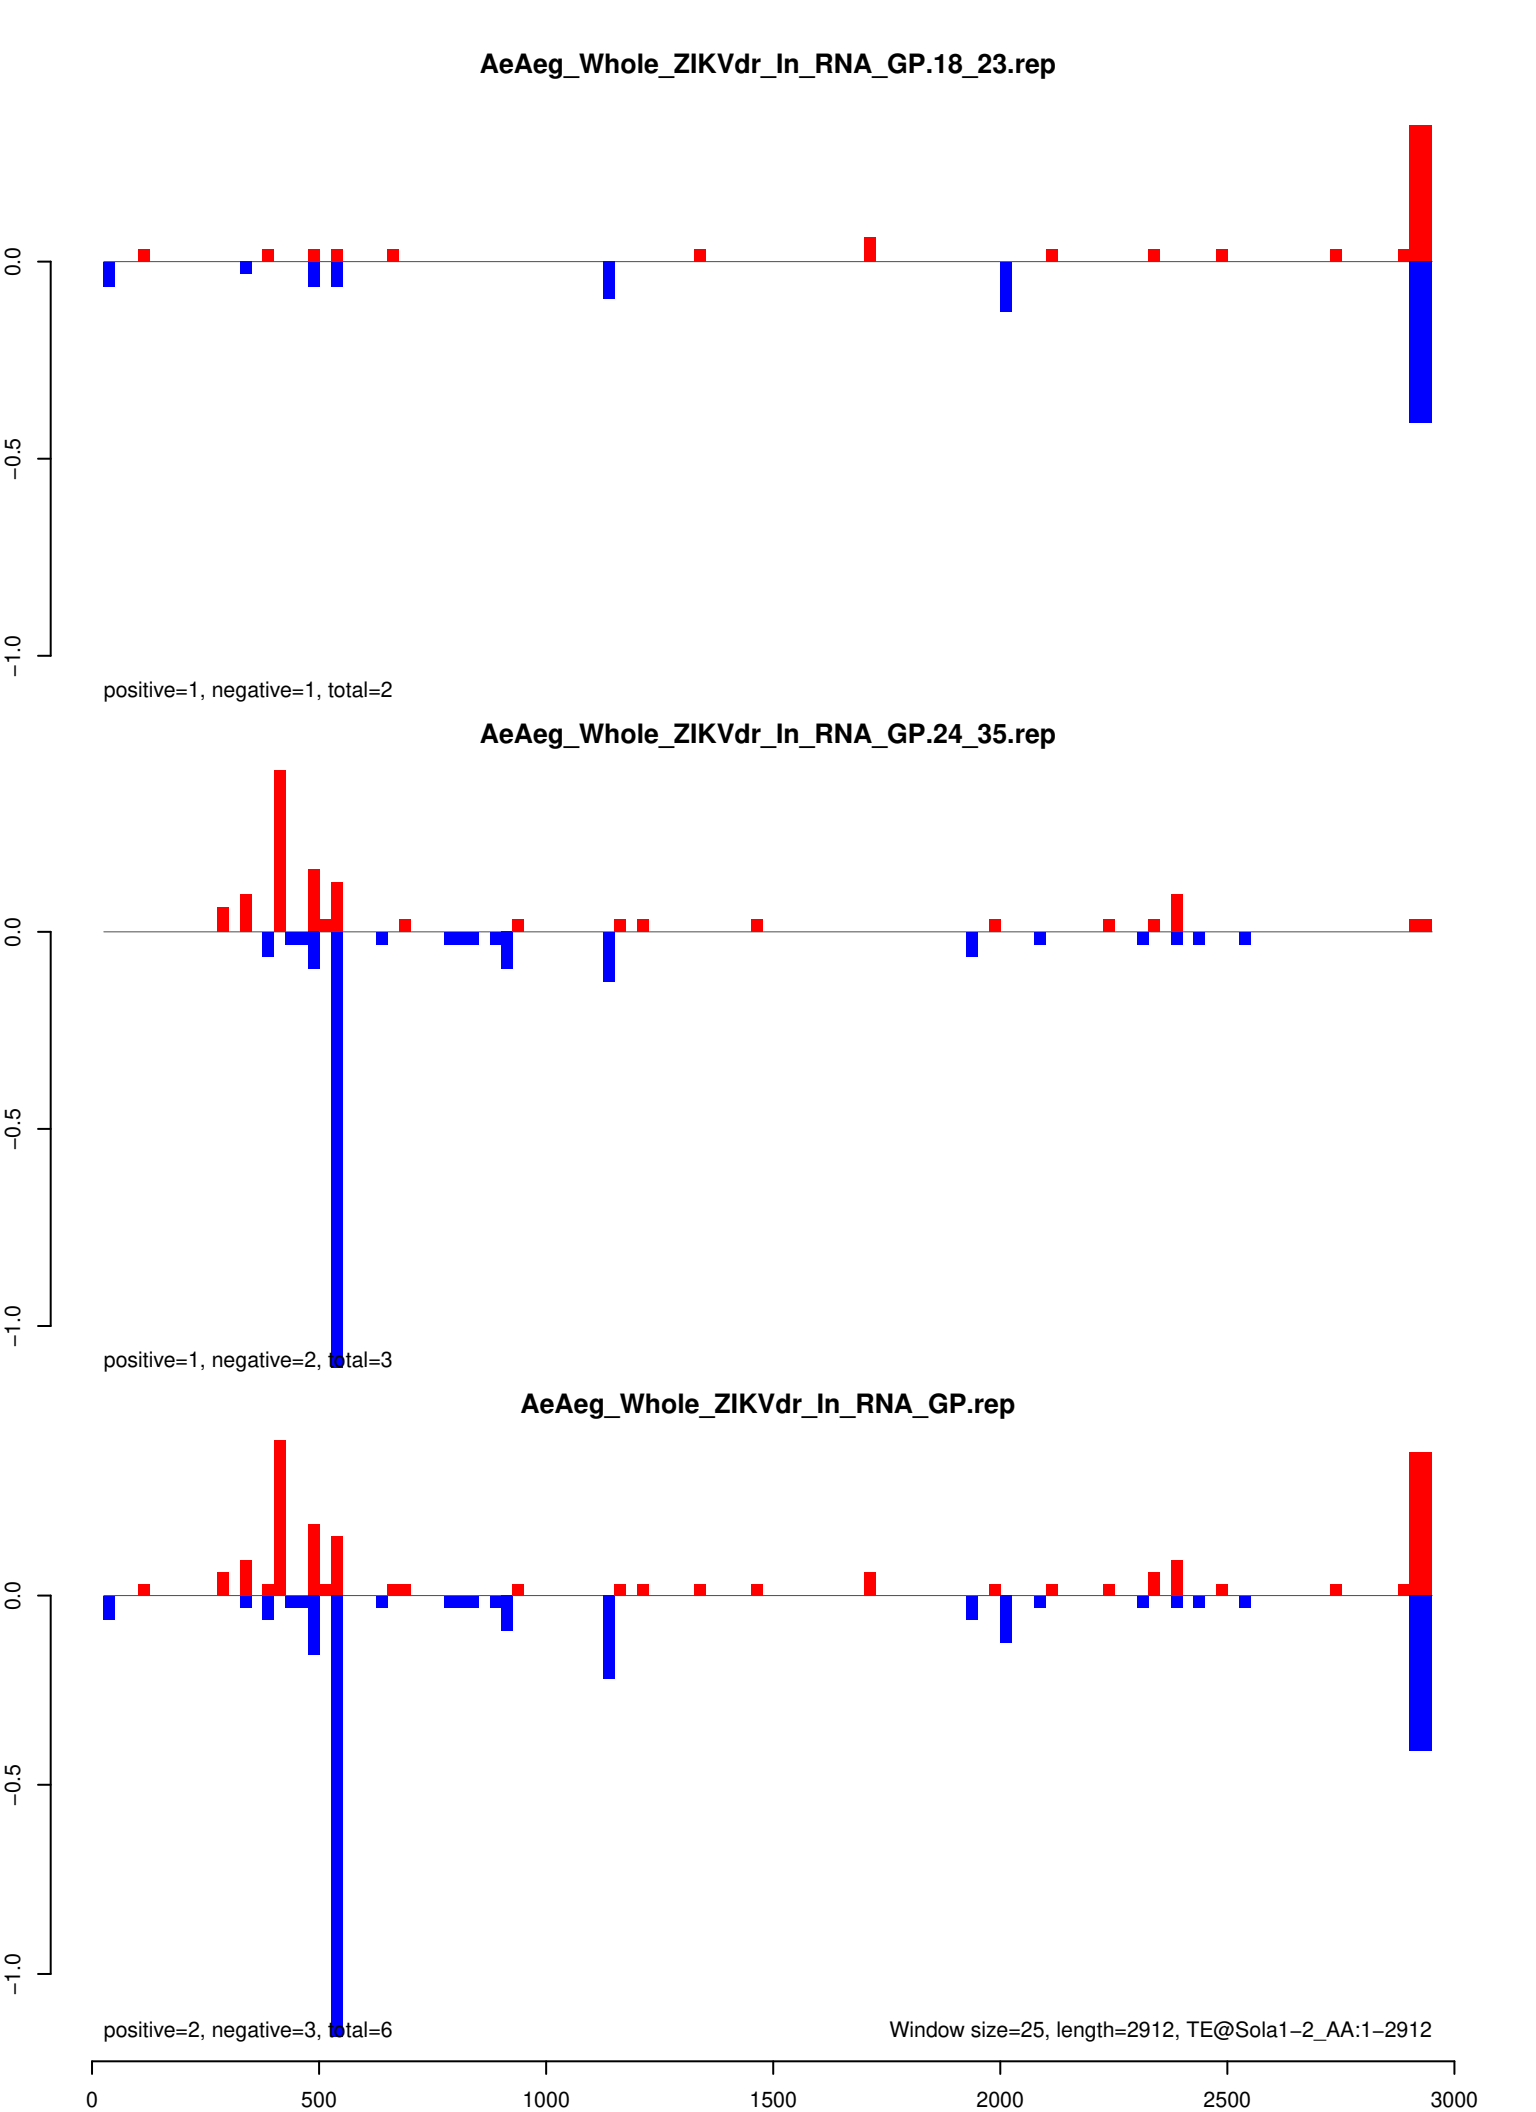 AeAeg_Whole_ZIKVdr_In_RNA_GP.18_23.rep
0.0
−0.5
−1.0
positive=1, negative=1, total=2
AeAeg_Whole_ZIKVdr_In_RNA_GP.24_35.rep
0.0
−0.5
−1.0
positive=1, negative=2, total=3
AeAeg_Whole_ZIKVdr_In_RNA_GP.rep
0.0
−0.5
−1.0
positive=2, negative=3, total=6
Window size=25, length=2912, TE@Sola1−2_AA:1−2912
0 500 1000 1500 2000 2500 3000